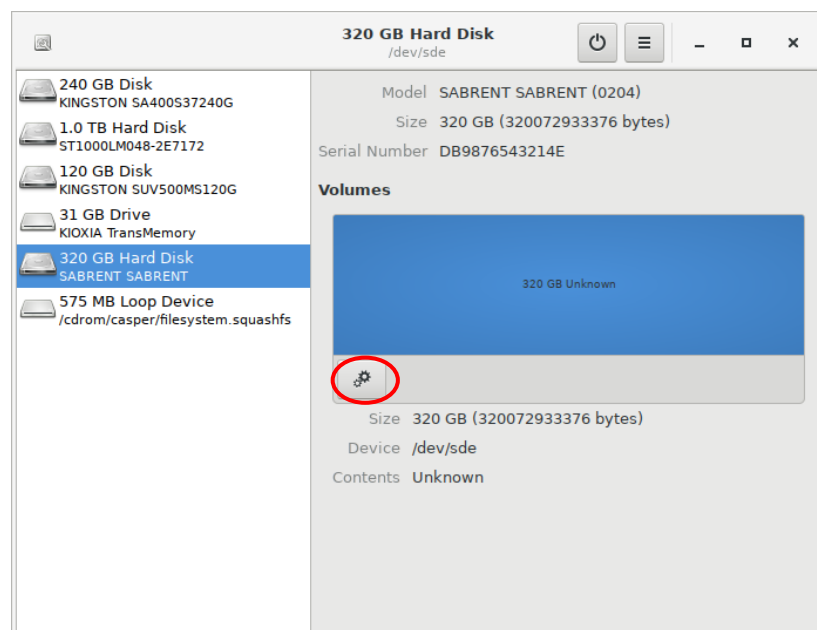 320 GB Hard Disk
/dev/sde
240 GB Disk
KINGSTON SA400S37240G
1.0 TB Hard Disk
ST1000LM048-2E7172
120 GB Disk
KINGSTON SUV500MS120G
31 GB Drive
KIOXIA TransMemory
320 GB Hard Disk
SABRENT SABRENT
575 MB Loop Device
/cdrom/casper/filesystem.squashfs
Model SABRENT SABRENT (0204)
Size 320 GB (320072933376 bytes)
Serial Number DB9876543214E
Volumes
320 GB Unknown
Size 320 GB (320072933376 bytes)
Device /dev/sde
Contents Unknown